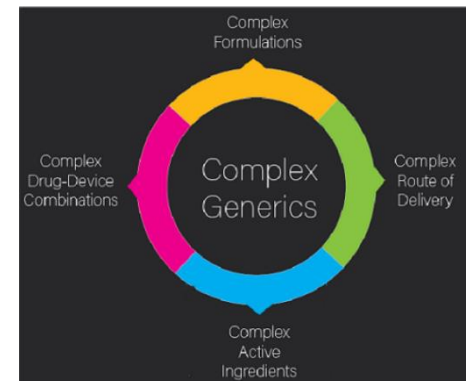 Complex
Formulations
Complex
Drug-Device
Combinations
Complex
Generics
Complex
Route of
Delivery
Complex
Active
Ingredients